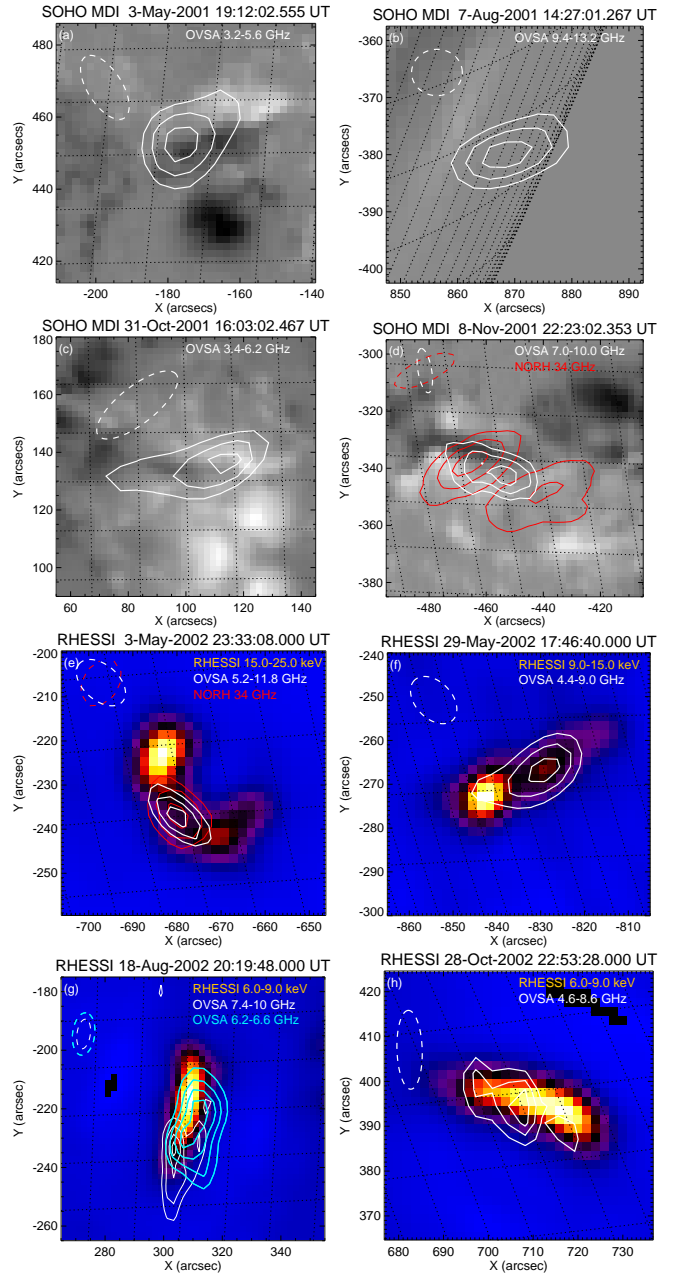 SOHO MDI 3-May-2001 19:12:02.555 UT
(a) OVSA 3.2-5.6 GHz
480
460
440
420
Y (arcsecs)
-200 -180 -160 -140
X (arcsecs)
SOHO MDI 7-Aug-2001 14:27:01.267 UT
(b) OVSA 9.4-13.2 GHz
-360
-370
-380
-390
-400
Y (arcsecs)
850 860 870 880 890
X (arcsecs)
SOHO MDI 31-Oct-2001 16:03:02.467 UT
(c) OVSA 3.4-6.2 GHz
180
160
140
120
100
Y (arcsecs)
60 80 100 120 140
X (arcsecs)
SOHO MDI 8-Nov-2001 22:23:02.353 UT
(d) OVSA 7.0-10.0 GHz
NORH 34 GHz
-300
-320
-340
-360
-380
Y (arcsecs)
-480 -460 -440 -420
X (arcsecs)
RHESSI 3-May-2002 23:33:08.000 UT
(e) RHESSI 15.0-25.0 keV
OVSA 5.2-11.8 GHz
NORH 34 GHz
-200
-210
-220
-230
-240
-250
Y (arcsec)
-700 -690 -680 -670 -660 -650
X (arcsec)
RHESSI 29-May-2002 17:46:40.000 UT
(f) RHESSI 9.0-15.0 keV
OVSA 4.4-9.0 GHz
-240
-250
-260
-270
-280
-290
-300
Y (arcsec)
-860 -850 -840 -830 -820 -810
X (arcsec)
RHESSI 18-Aug-2002 20:19:48.000 UT
(g) RHESSI 6.0-9.0 keV
OVSA 7.4-10 GHz
OVSA 6.2-6.6 GHz
-180
-200
-220
-240
-260
Y (arcsec)
280 300 320 340
X (arcsec)
RHESSI 28-Oct-2002 22:53:28.000 UT
(h) RHESSI 6.0-9.0 keV
OVSA 4.6-8.6 GHz
420
410
400
390
380
370
Y (arcsec)
680 690 700 710 720 730
X (arcsec)